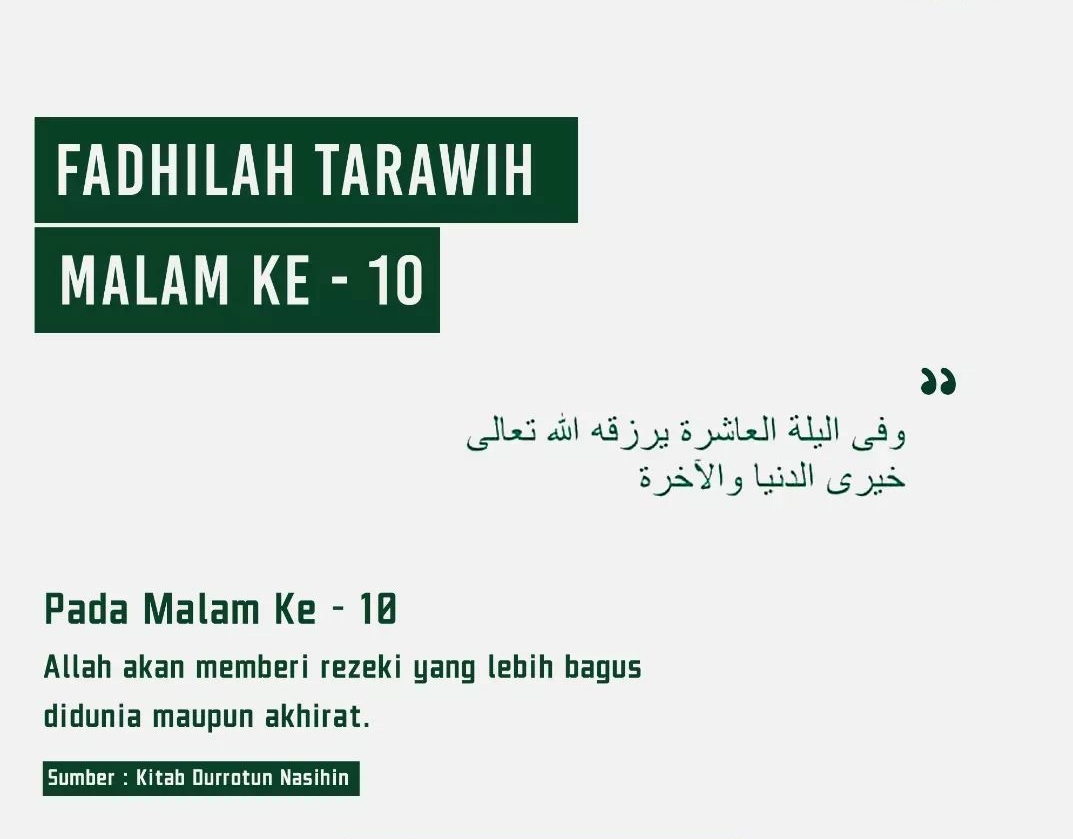 FADHILAH TARAWIH
MALAM KE - 10
”
وفى اليلة العاشرة يرزقه الله تعالى
خيرى الدنيا والآخرة
Pada Malam Ke - 10
Allah akan memberi rezeki yang lebih bagus
didunia maupun akhirat.
Sumber : Kitab Durrotun Nasihin